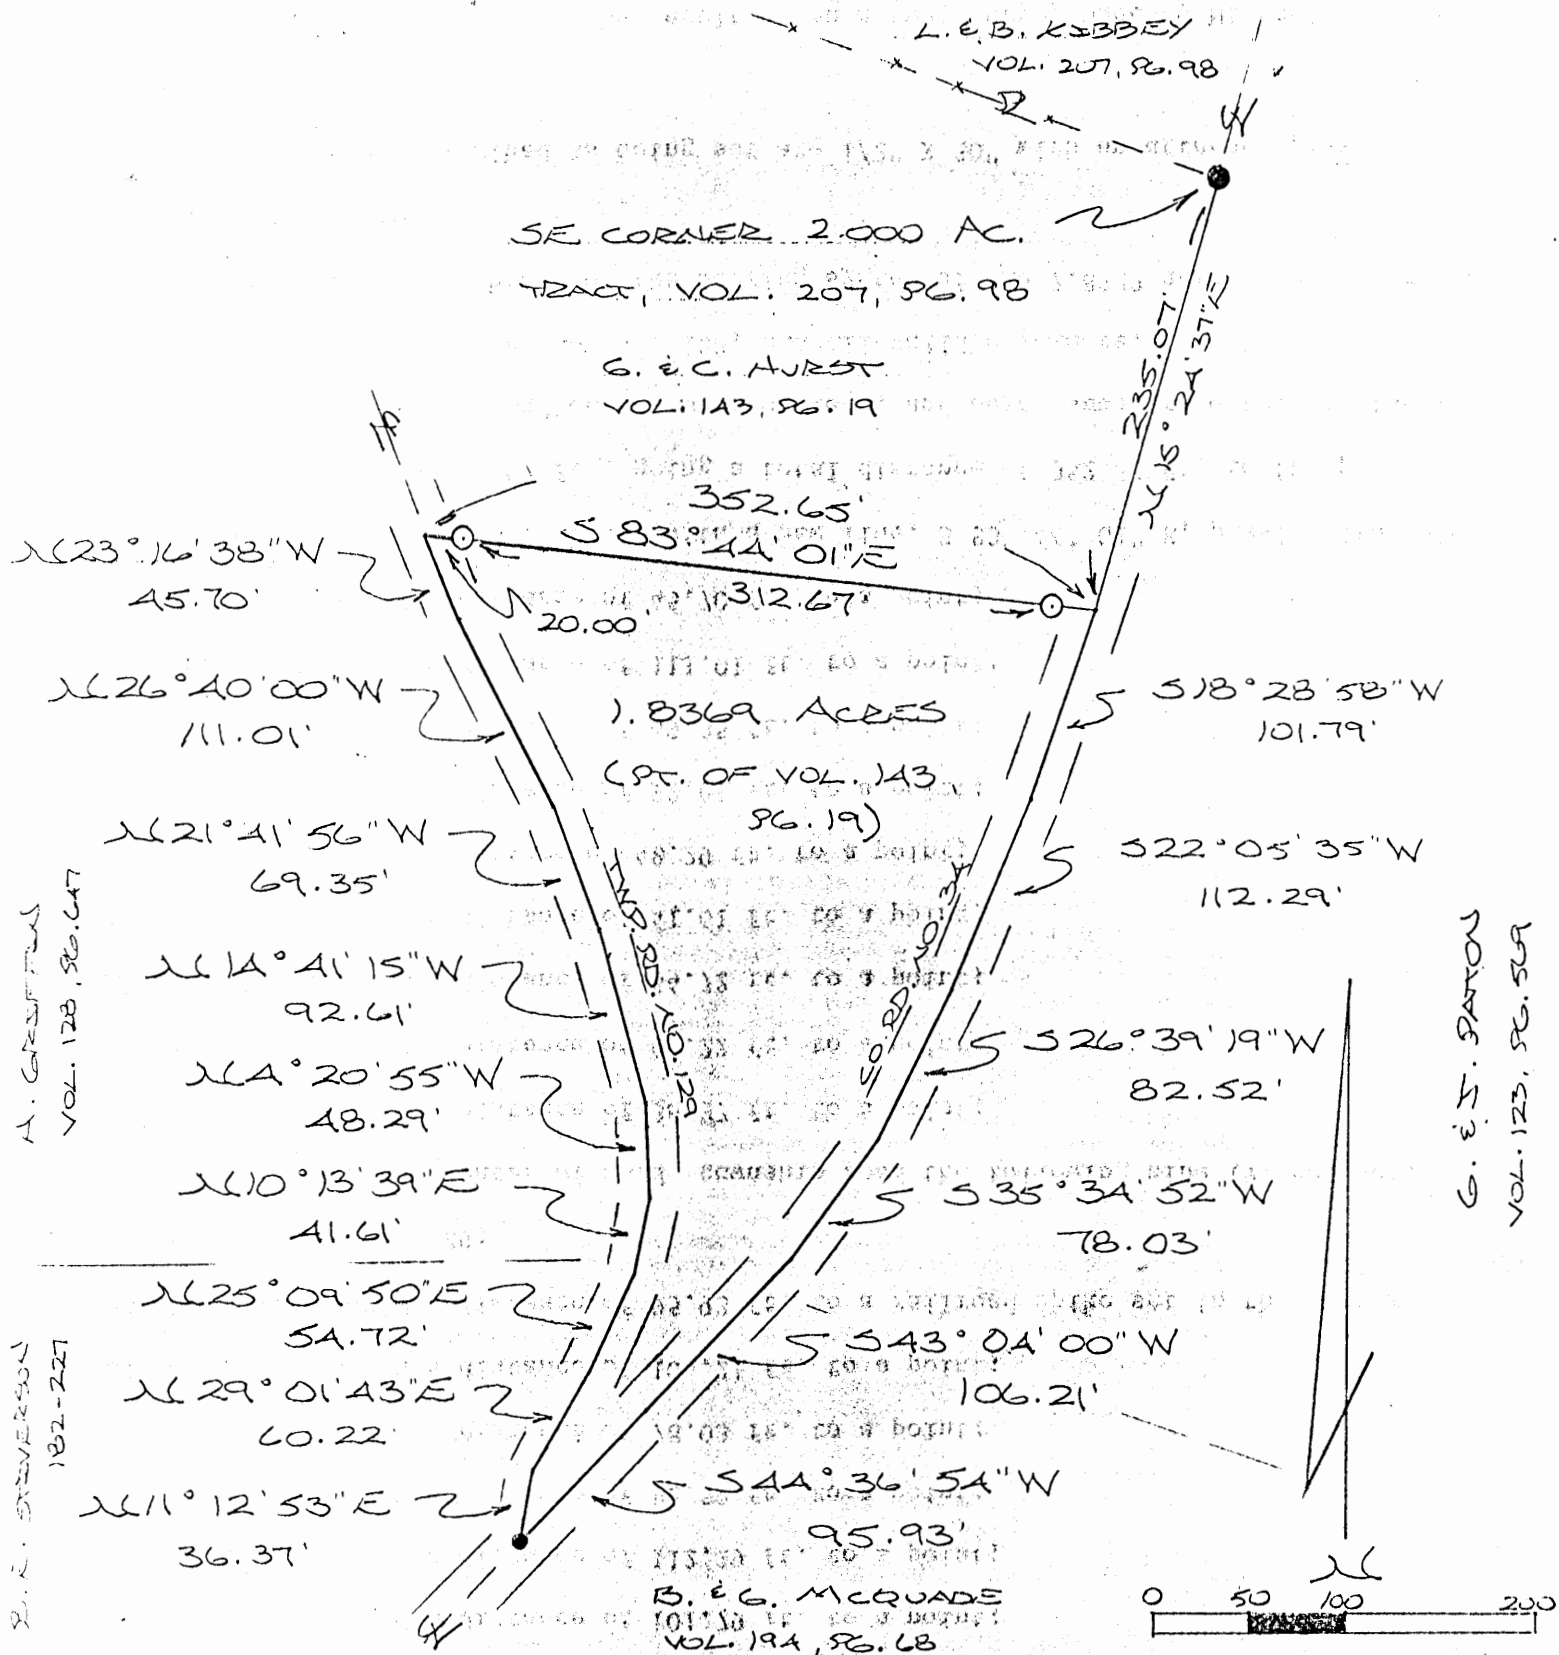 L. & B. KIBBEY
VOL. 207, PG. 98
SE CORNER 2.000 AC.
TRACT, VOL. 207, PG. 98
G. & C. HURST
VOL. 143, PG. 19
235.07'
N 15° 24' 37" E
352.65'
S 83° 44' 01" E
312.67'
20.00'
N 23° 16' 38" W
45.70'
N 26° 40' 00" W
111.01'
1.8369 ACRES
(PT. OF VOL. 143
PG. 19)
S 18° 28' 58" W
101.79'
N 21° 41' 56" W
69.35'
S 22° 05' 35" W
112.29'
TWP. RD. NO. 129
CO. RD. NO. 34
VOL. 128, PG. 647
N 14° 41' 15" W
92.61'
G. & J. PATTON
VOL. 123, PG. 569
N 4° 20' 55" W
48.29'
S 26° 39' 19" W
82.52'
N 10° 13' 39" E
41.61'
S 35° 34' 52" W
78.03'
N 25° 09' 50" E
54.72'
S 43° 04' 00" W
106.21'
STEVERSON
182-227
N 29° 01' 43" E
60.22'
N 11° 12' 53" E
36.37'
S 44° 36' 54" W
95.93'
B. & G. MCQUADE
VOL. 194, PG. 68
N
0 50 100 200